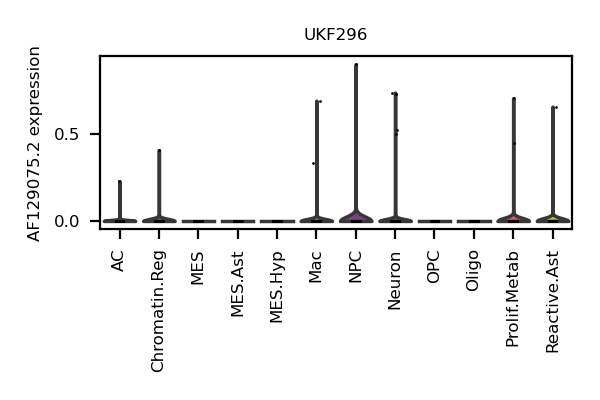 UKF296
AF129075.2 expression
0.5
0.0
AC
Chromatin.Reg
MES
MES.Ast
MES.Hyp
Mac
NPC
Neuron
OPC
Oligo
Prolif.Metab
Reactive.Ast